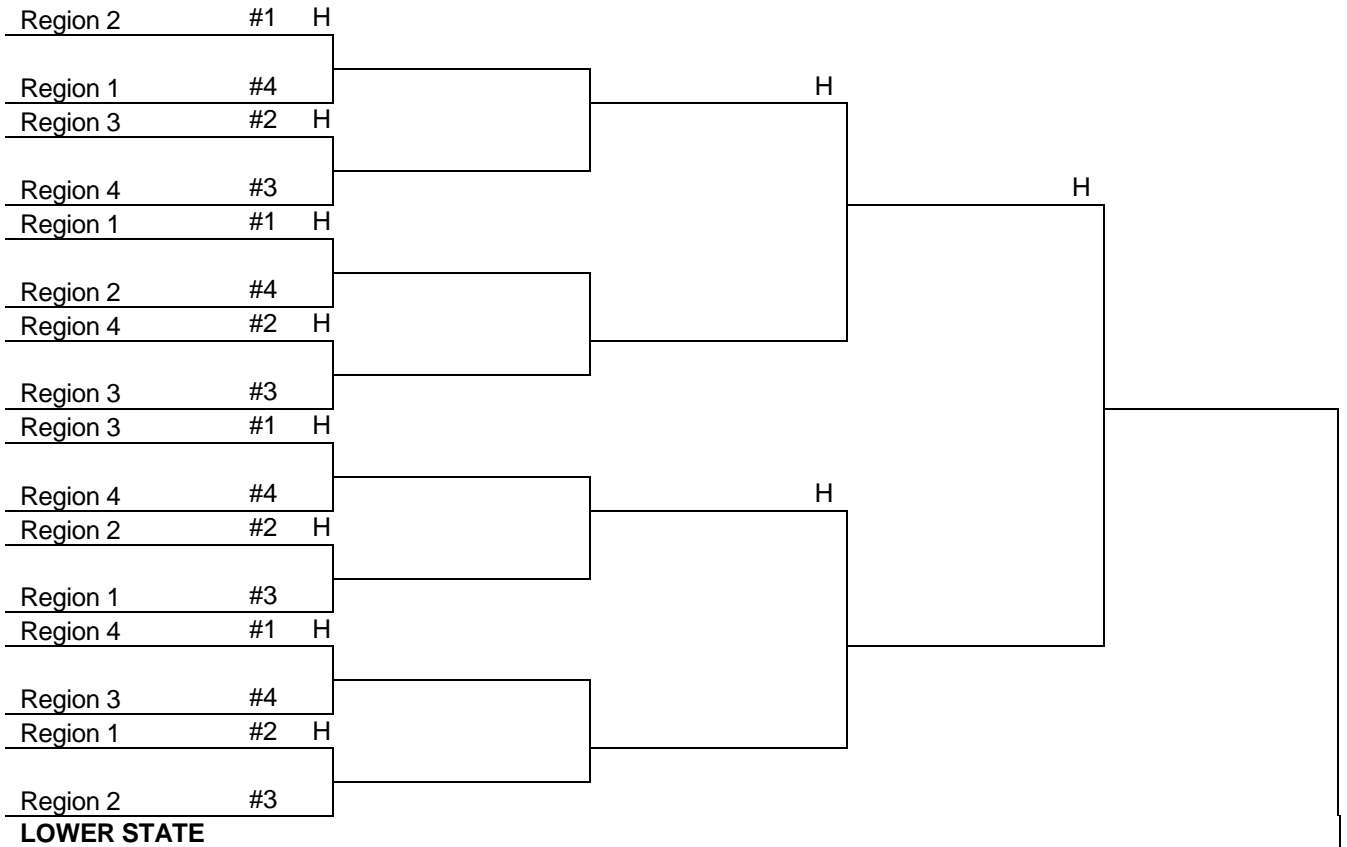 Region 2 #1 H
Region 1 #4 H
Region 3 #2 H
Region 4 #3 H
Region 1 #1 H
Region 2 #4
Region 4 #2 H
Region 3 #3
Region 3 #1 H
Region 4 #4 H
Region 2 #2 H
Region 1 #3
Region 4 #1 H
Region 3 #4
Region 1 #2 H
Region 2 #3
LOWER STATE